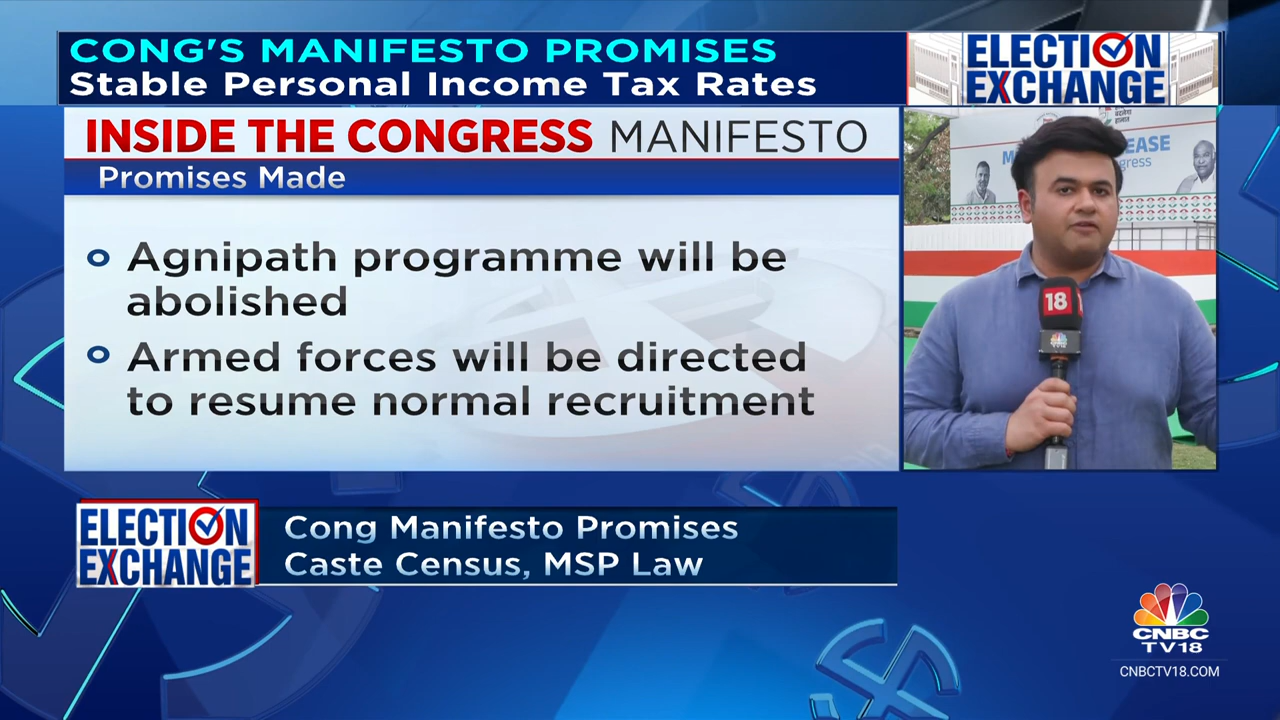 CONG'S MANIFESTO PROMISES
Stable Personal Income Tax Rates
ELECTION
EXCHANGE
INSIDE THE CONGRESS MANIFESTO
Promises Made
Agnipath programme will be
abolished
Armed forces will be directed
to resume normal recruitment
EASE
18
ELECTION
EXCHANGE
Cong Manifesto Promises
Caste Census, MSP Law
CNBC
TV18
CNBCTV18.COM